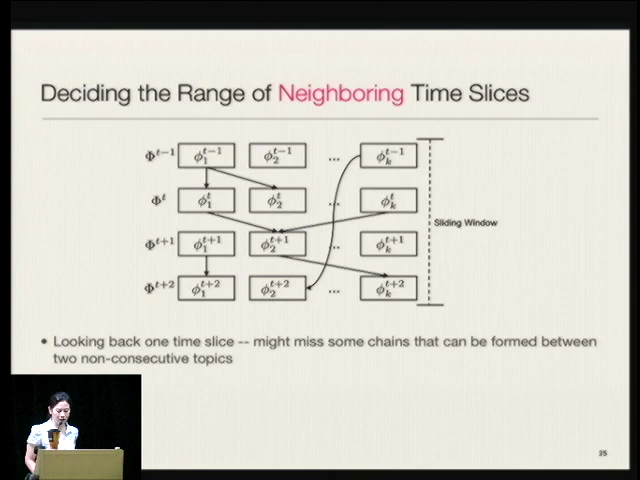 Deciding the Range of Neighboring Time Slices
Φ^{t-1} ϕ_1^{t-1} ϕ_2^{t-1} ... ϕ_k^{t-1}
Φ^t ϕ_1^t ϕ_2^t ... ϕ_k^t
Sliding Window
Φ^{t+1} ϕ_1^{t+1} ϕ_2^{t+1} ... ϕ_k^{t+1}
Φ^{t+2} ϕ_1^{t+2} ϕ_2^{t+2} ... ϕ_k^{t+2}
• Looking back one time slice -- might miss some chains that can be formed between
two non-consecutive topics
25